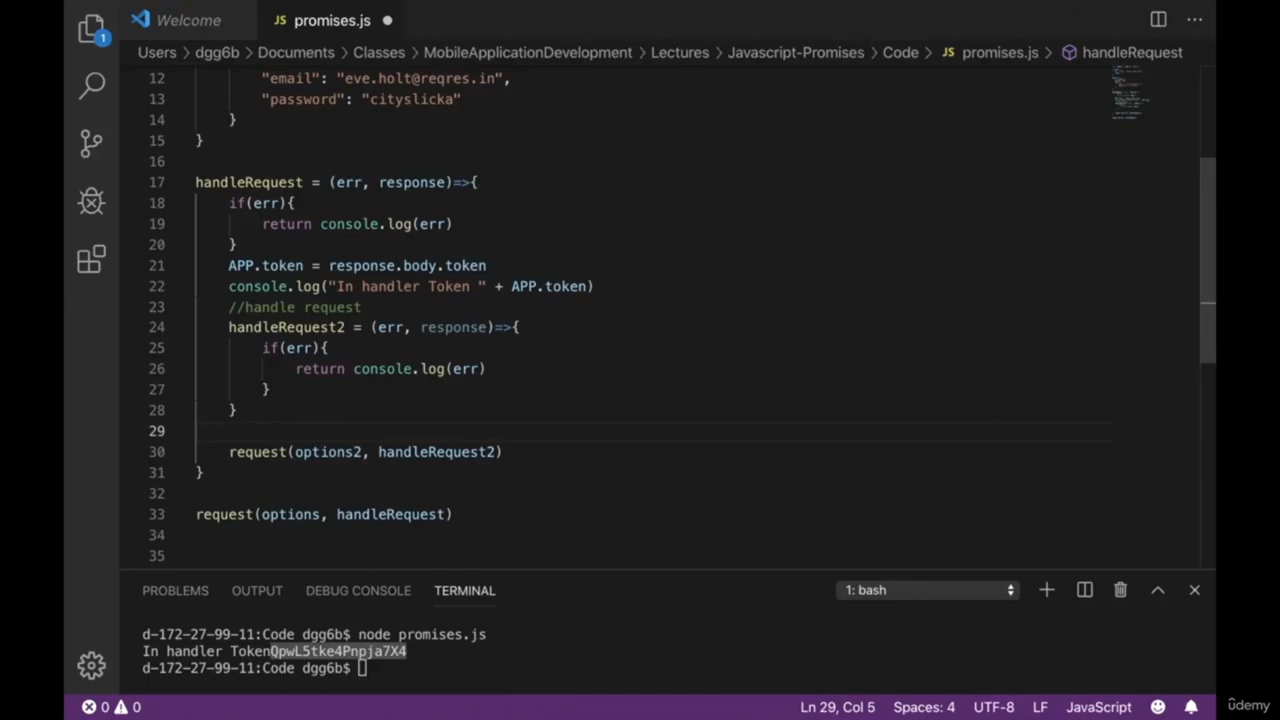 Welcome
JS promises.js
1
Users > dgg6b > Documents > Classes > MobileApplicationDevelopment > Lectures > Javascript-Promises > Code > JS promises.js > handleRequest
12 "email": "eve.holt@reqres.in",
13 "password": "cityslicka"
14 }
15 }
16
17 handleRequest = (err, response)=>{
18 if(err){
19 return console.log(err)
20 }
21 APP.token = response.body.token
22 console.log("In handler Token " + APP.token)
23 //handle request
24 handleRequest2 = (err, response)=>{
25 if(err){
26 return console.log(err)
27 }
28 }
29
30 request(options2, handleRequest2)
31 }
32
33 request(options, handleRequest)
34
35
PROBLEMS OUTPUT DEBUG CONSOLE TERMINAL 1: bash
d-172-27-99-11:Code dgg6b$ node promises.js
In handler TokenQpwL5tke4Pnpja7X4
d-172-27-99-11:Code dgg6b$
0 0 Ln 29, Col 5 Spaces: 4 UTF-8 LF JavaScript
ûdemy